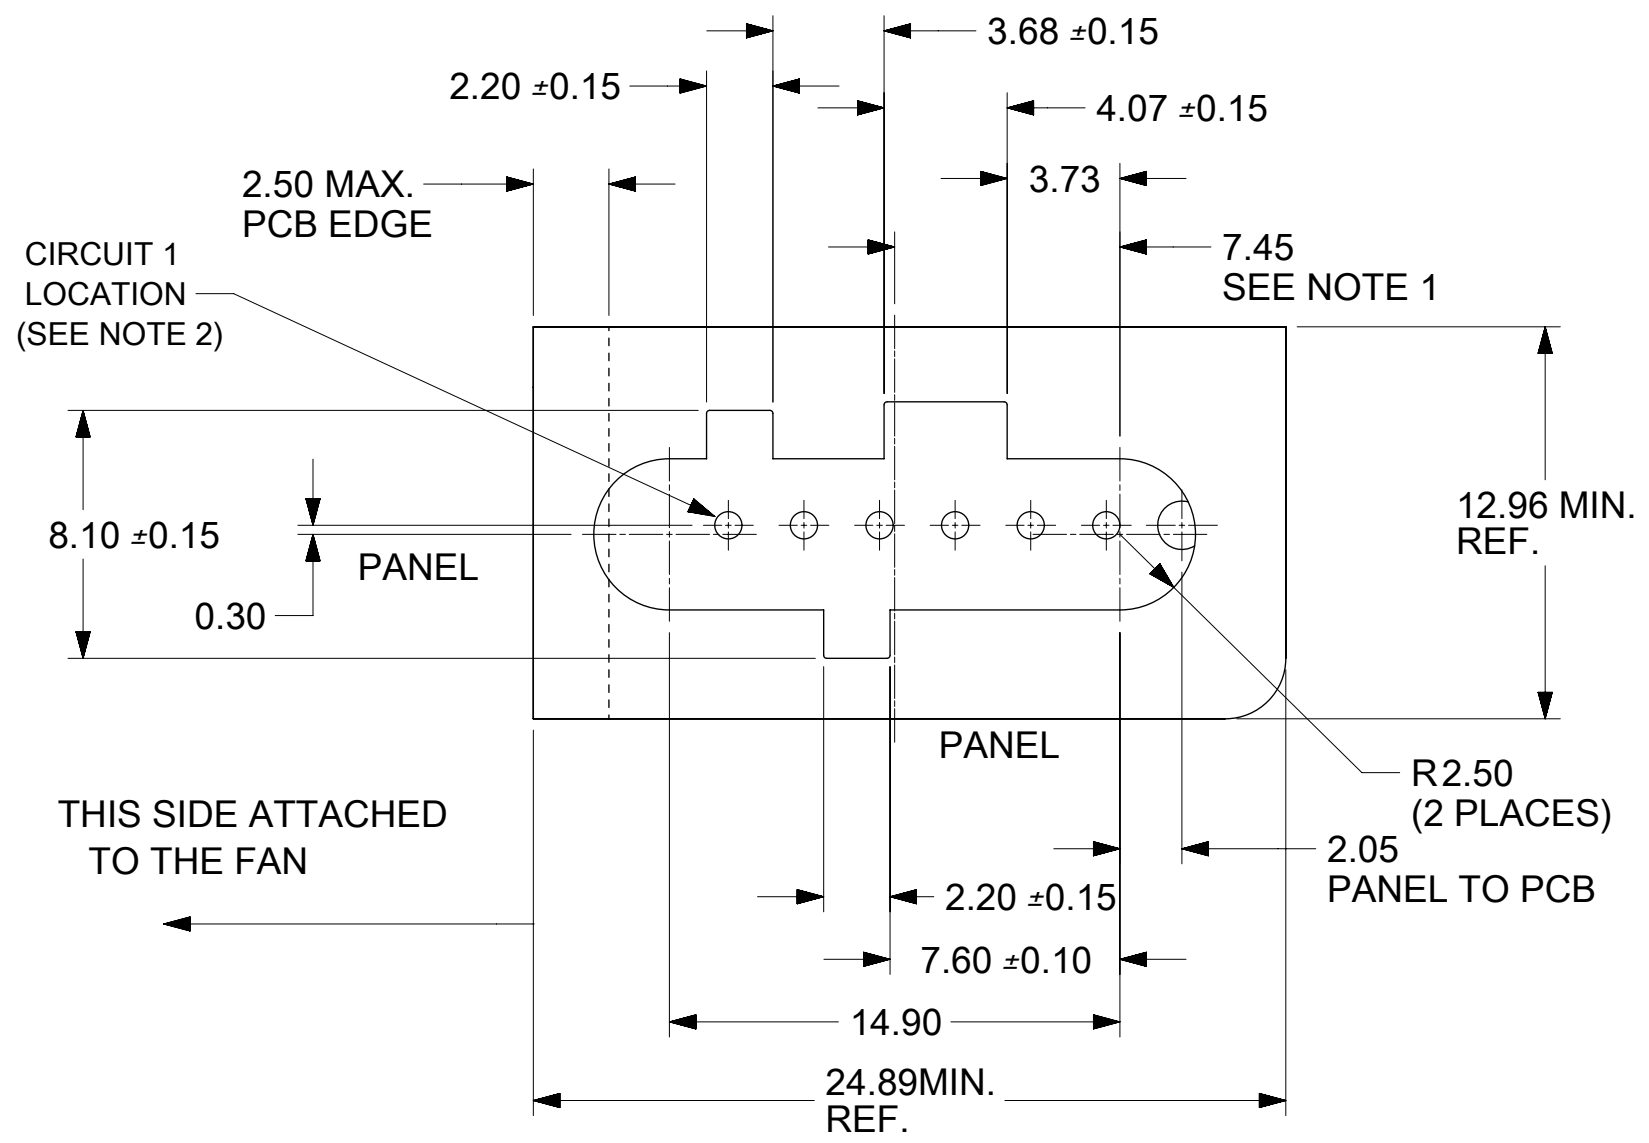 3.68 ±0.15
2.20 ±0.15
4.07 ±0.15
2.50 MAX.
PCB EDGE
3.73
CIRCUIT 1
LOCATION
(SEE NOTE 2)
7.45
SEE NOTE 1
8.10 ±0.15
PANEL
0.30
12.96 MIN.
REF.
PANEL
R2.50
(2 PLACES)
THIS SIDE ATTACHED
TO THE FAN
2.05
PANEL TO PCB
2.20 ±0.15
7.60 ±0.10
14.90
24.89MIN.
REF.